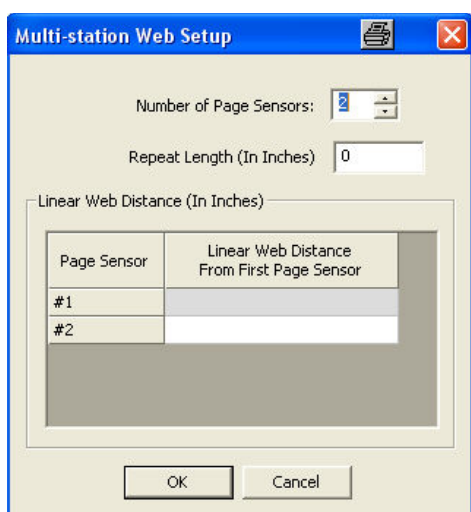 Multi-station Web Setup
Number of Page Sensors: 2
Repeat Length (In Inches) 0
Linear Web Distance (In Inches)
Page Sensor
Linear Web Distance
From First Page Sensor
#1
#2
OK Cancel